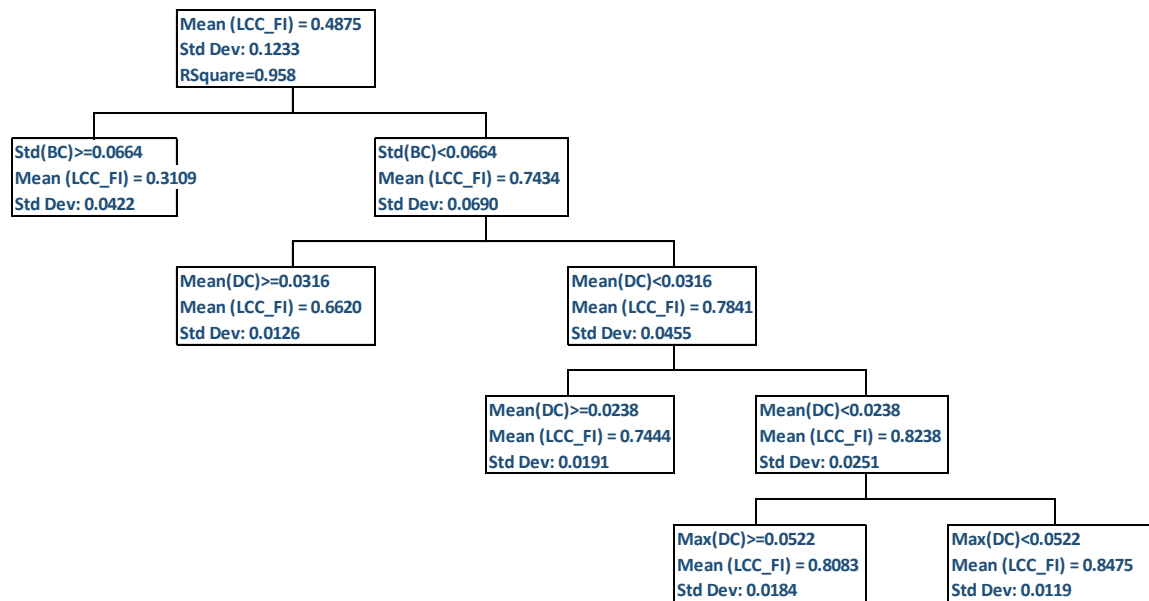 Mean (LCC_FI) = 0.4875
Std Dev: 0.1233
RSquare=0.958
Std(BC)>=0.0664
Mean (LCC_FI) = 0.3109
Std Dev: 0.0422
Std(BC)<0.0664
Mean (LCC_FI) = 0.7434
Std Dev: 0.0690
Mean(DC)>=0.0316
Mean (LCC_FI) = 0.6620
Std Dev: 0.0126
Mean(DC)<0.0316
Mean (LCC_FI) = 0.7841
Std Dev: 0.0455
Mean(DC)>=0.0238
Mean (LCC_FI) = 0.7444
Std Dev: 0.0191
Mean(DC)<0.0238
Mean (LCC_FI) = 0.8238
Std Dev: 0.0251
Max(DC)>=0.0522
Mean (LCC_FI) = 0.8083
Std Dev: 0.0184
Max(DC)<0.0522
Mean (LCC_FI) = 0.8475
Std Dev: 0.0119